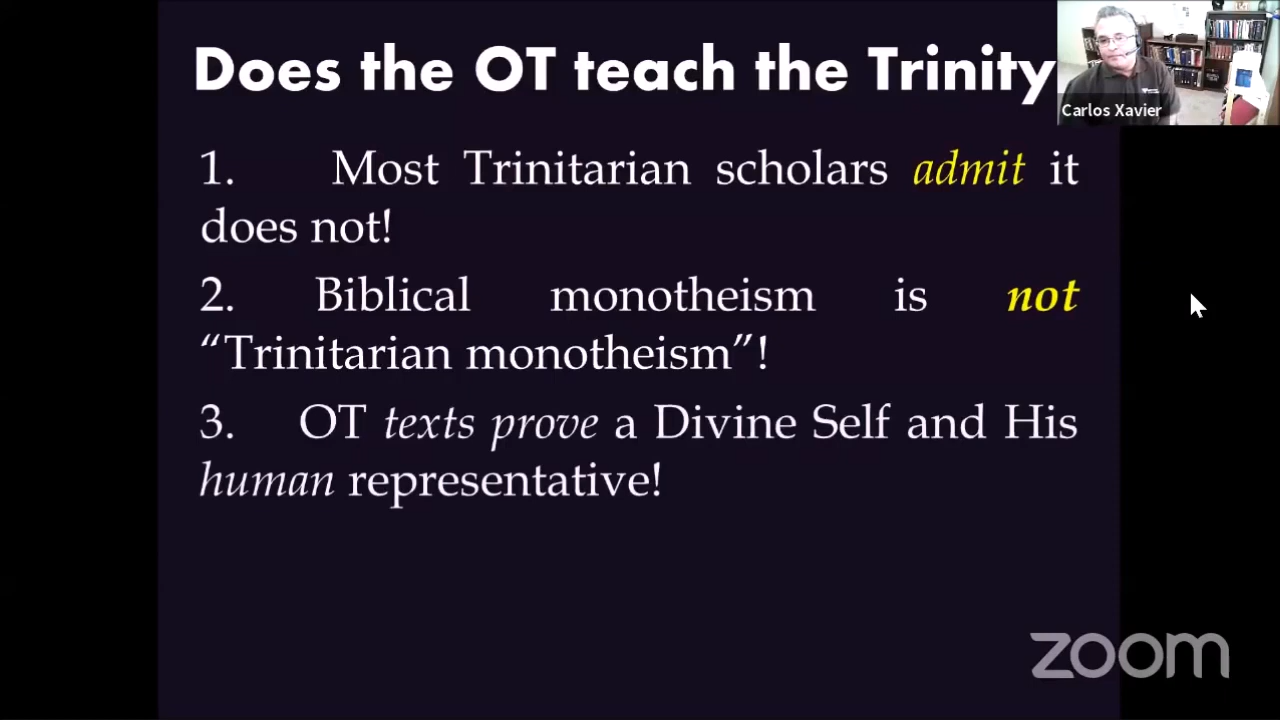 Does the OT teach the Trinity
Carlos Xavier
1. Most Trinitarian scholars admit it
does not!
2. Biblical monotheism is not
“Trinitarian monotheism”!
3. OT texts prove a Divine Self and His
human representative!
zoom